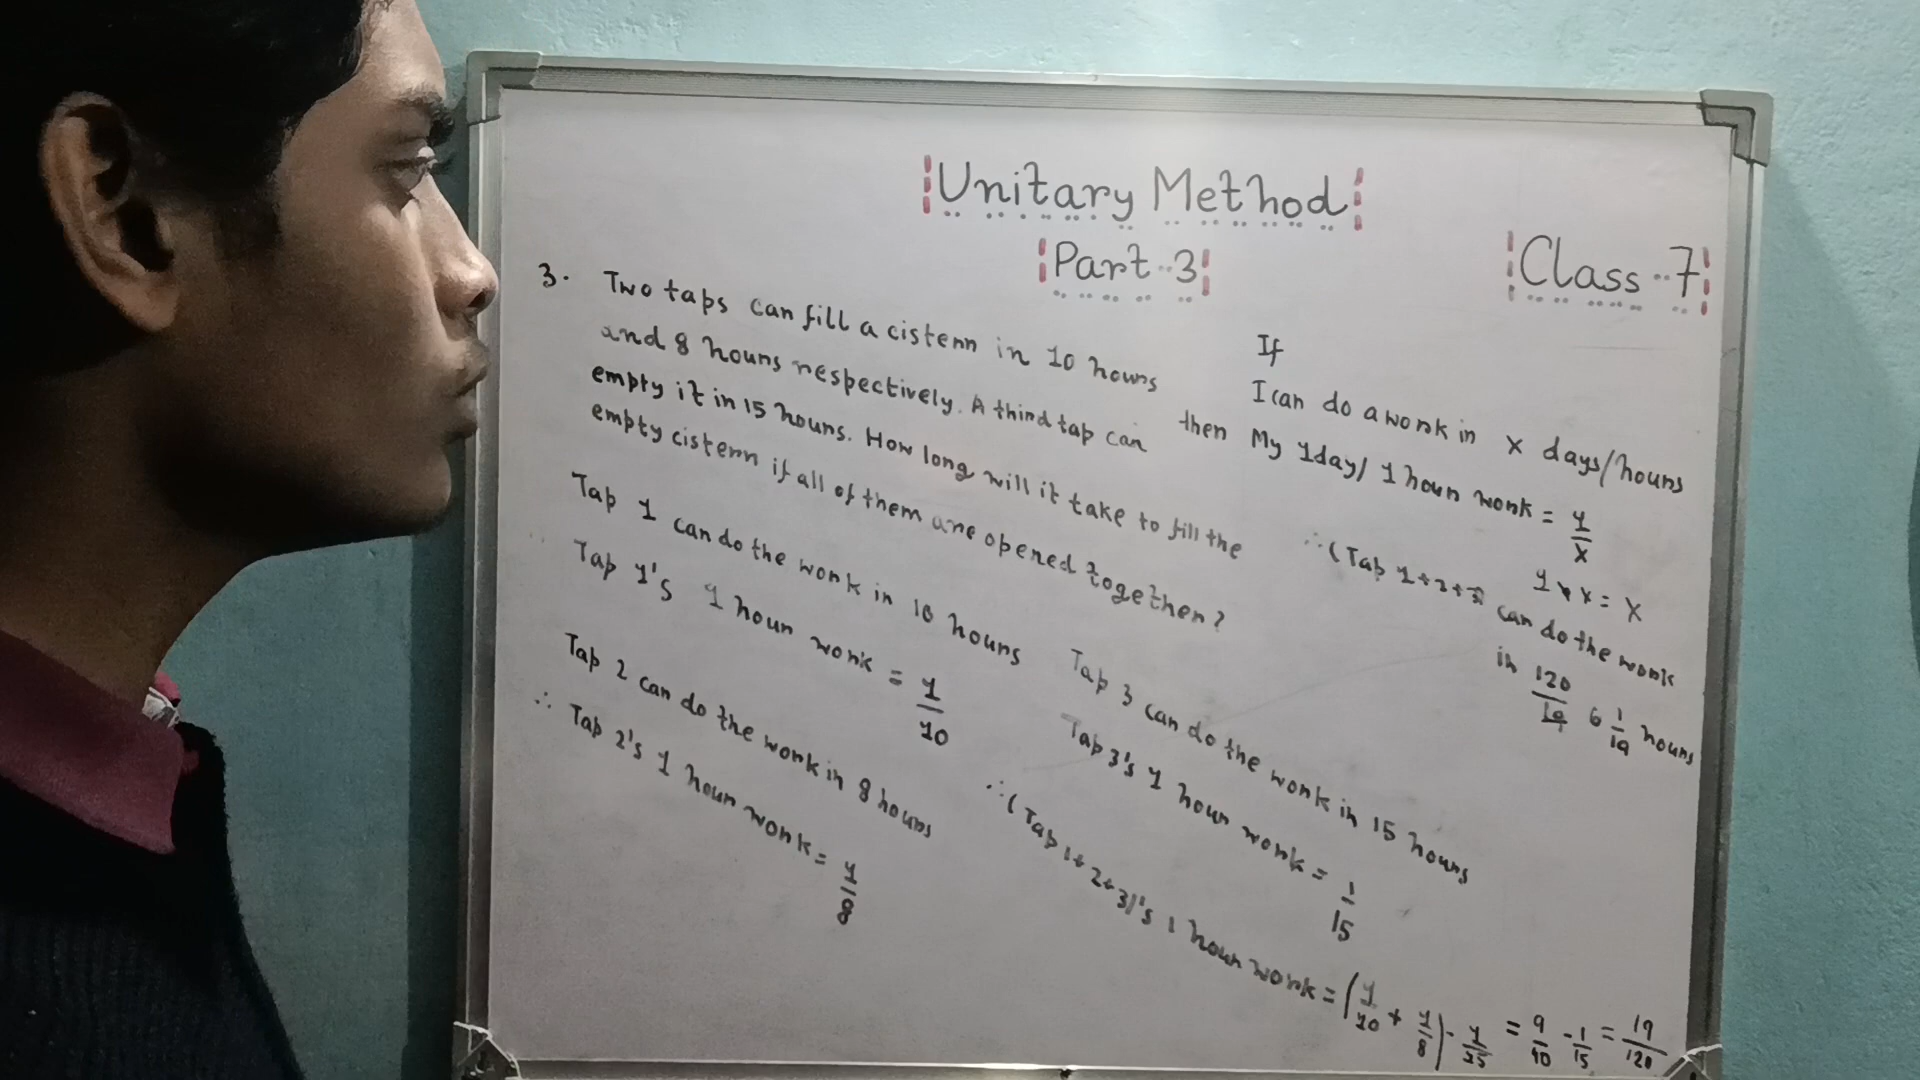 Unitary Method
Part-3
Class-7
3. Two taps can fill a cistern in 10 hours
and 8 hours respectively. A third tap can
empty it in 15 hours. How long will it take to fill the
empty cistern if all of them are opened together?
Tap 1 can do the work in 10 hours
Tap 1's 1 hour work = 1/10
Tap 2 can do the work in 8 hours
∴ Tap 2's 1 hour work = 1/8
Tap 3 can do the work in 15 hours
Tap 3's 1 hour work = 1/15
∴ (Tap 1+2+3)'s 1 hour work = (1/10 + 1/8) - 1/15 = 9/40 - 1/15 = 19/120
If
I can do a work in x days/hours
then My 1day/ 1 hour work = 1/x
1 × x = x
∴ (Tap 1+2+3 can do the work
in 120/19 6 1/19 hours